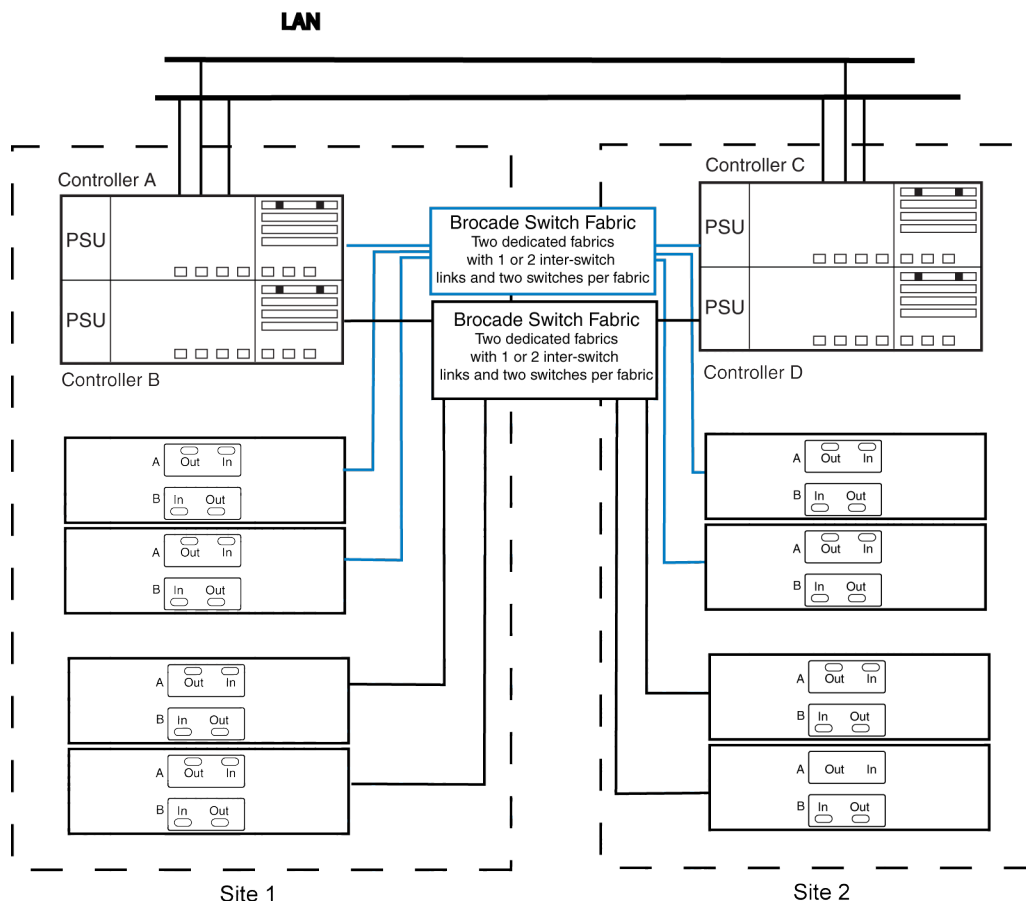 LAN
Controller A
Controller C
PSU
PSU
PSU
PSU
Brocade Switch Fabric
Two dedicated fabrics
with 1 or 2 inter-switch
links and two switches per fabric
Brocade Switch Fabric
Two dedicated fabrics
with 1 or 2 inter-switch
links and two switches per fabric
Controller B
Controller D
A Out In
B In Out
A Out In
B In Out
A Out In
B In Out
A Out In
B In Out
A Out In
B In Out
A Out In
B In Out
A Out In
B In Out
A Out In
B In Out
Site 1
Site 2